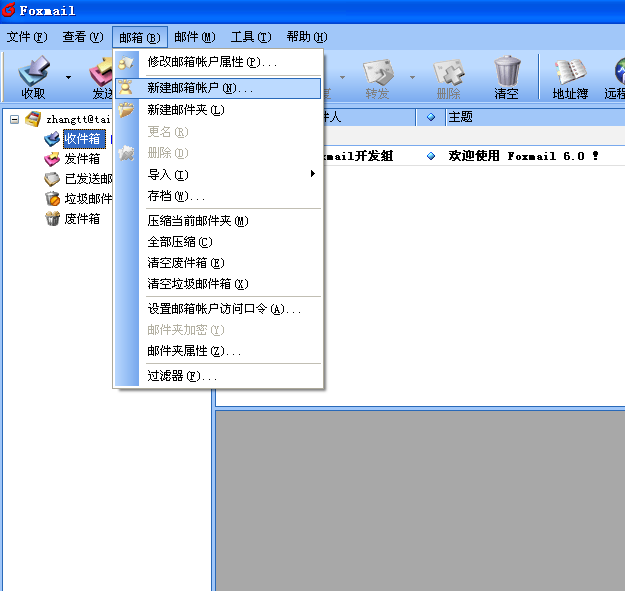 Foxmail
文件(F) 查看(V) 邮箱(B) 邮件(M) 工具(T) 帮助(H)
收取 发送 转发 删除 清空 地址簿 远程
件人 主题
zhangtt@tai
收件箱
发件箱
已发送邮
垃圾邮件
废件箱
修改邮箱帐户属性(P)...
新建邮箱帐户(N)...
新建邮件夹(L)
更名(R)
删除(D)
导入(I)
存档(W)...
压缩当前邮件夹(M)
全部压缩(C)
清空废件箱(E)
清空垃圾邮件箱(X)
设置邮箱帐户访问口令(A)...
邮件夹加密(Y)
邮件夹属性(Z)...
过滤器(F)...
mail开发组 欢迎使用 Foxmail 6.0 !